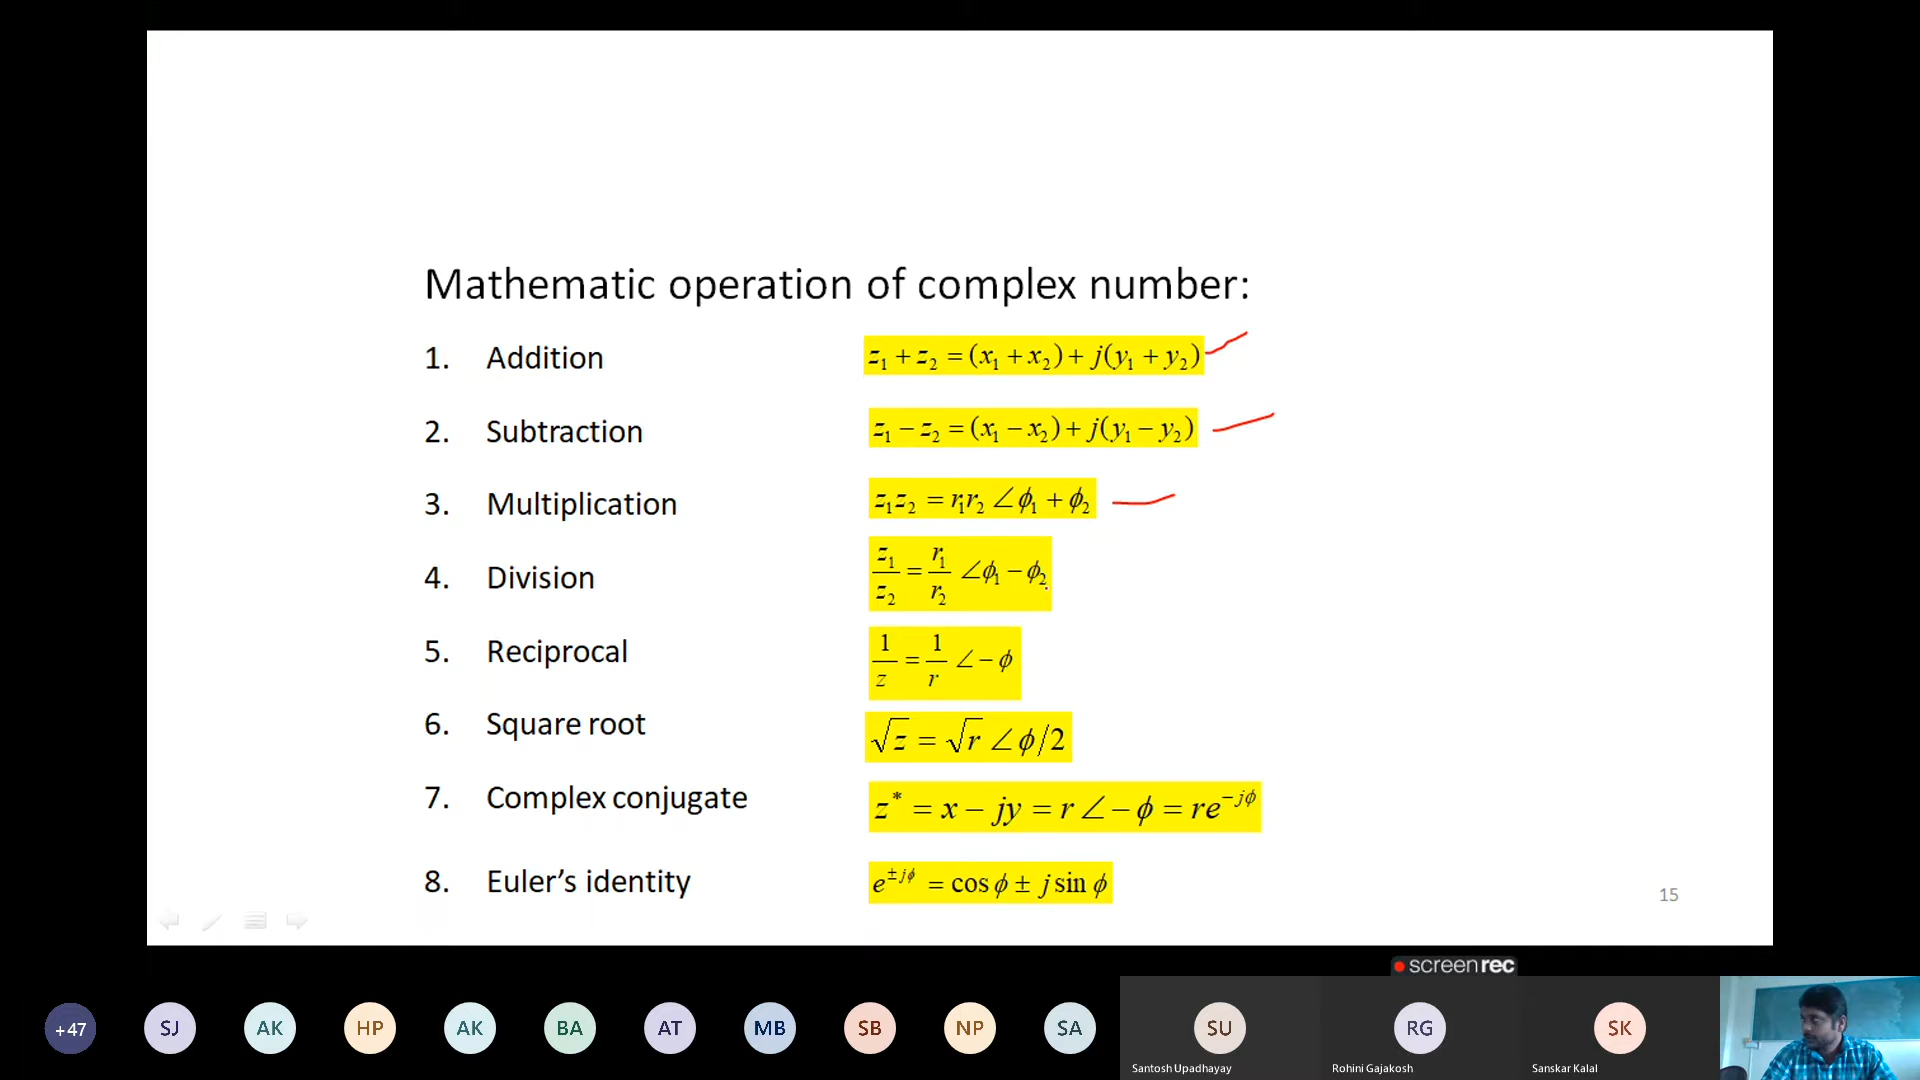 Mathematic operation of complex number:
1. Addition z₁ + z₂ = (x₁ + x₂) + j(y₁ + y₂)
2. Subtraction z₁ − z₂ = (x₁ − x₂) + j(y₁ − y₂)
3. Multiplication z₁z₂ = r₁r₂ ∠φ₁ + φ₂
4. Division z₁/z₂ = r₁/r₂ ∠φ₁ − φ₂
5. Reciprocal 1/z = 1/r ∠−φ
6. Square root √z = √r ∠φ/2
7. Complex conjugate z* = x − jy = r∠−φ = re^(−jφ)
8. Euler’s identity e^(±jφ) = cos φ ± j sin φ
15
screenrec
+47 SJ AK HP AK BA AT MB SB NP SA SU RG SK
Santosh Upadhayay Rohini Gajakosh Sanskar Kalal